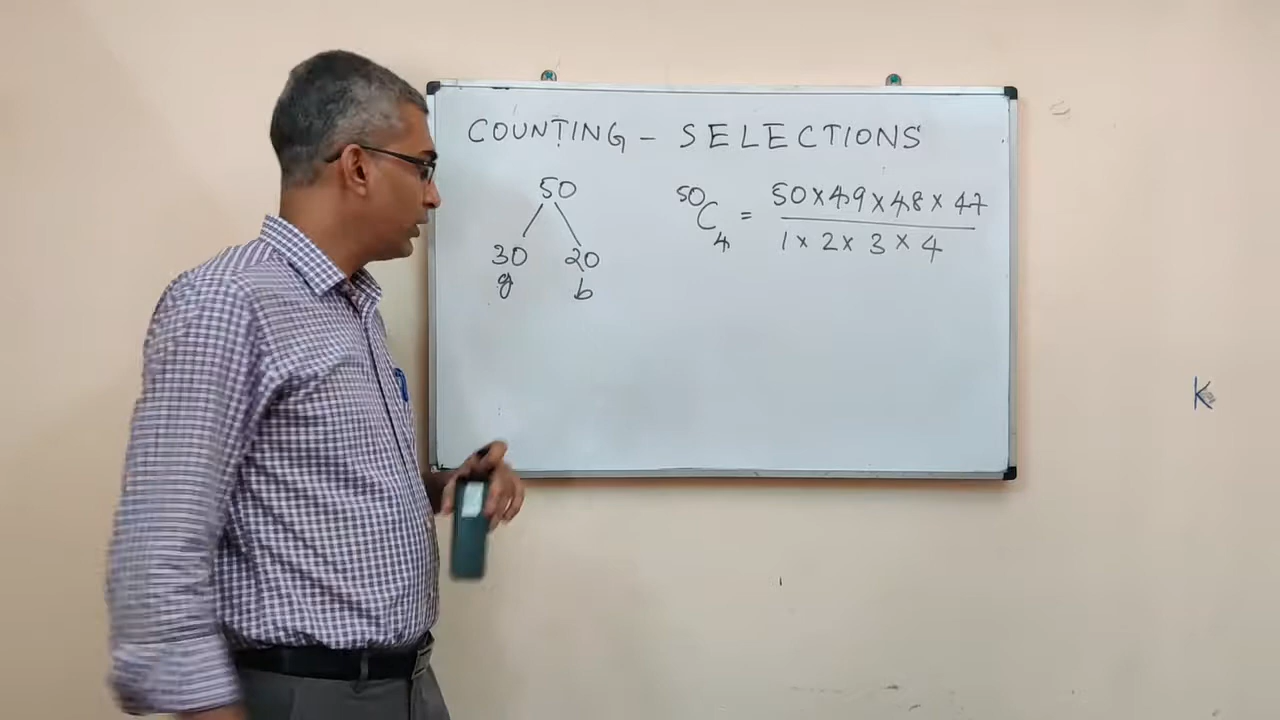 COUNTING - SELECTIONS
50
30 20
g b
⁵⁰C₄ = 50×49×48×47
1×2×3×4
K